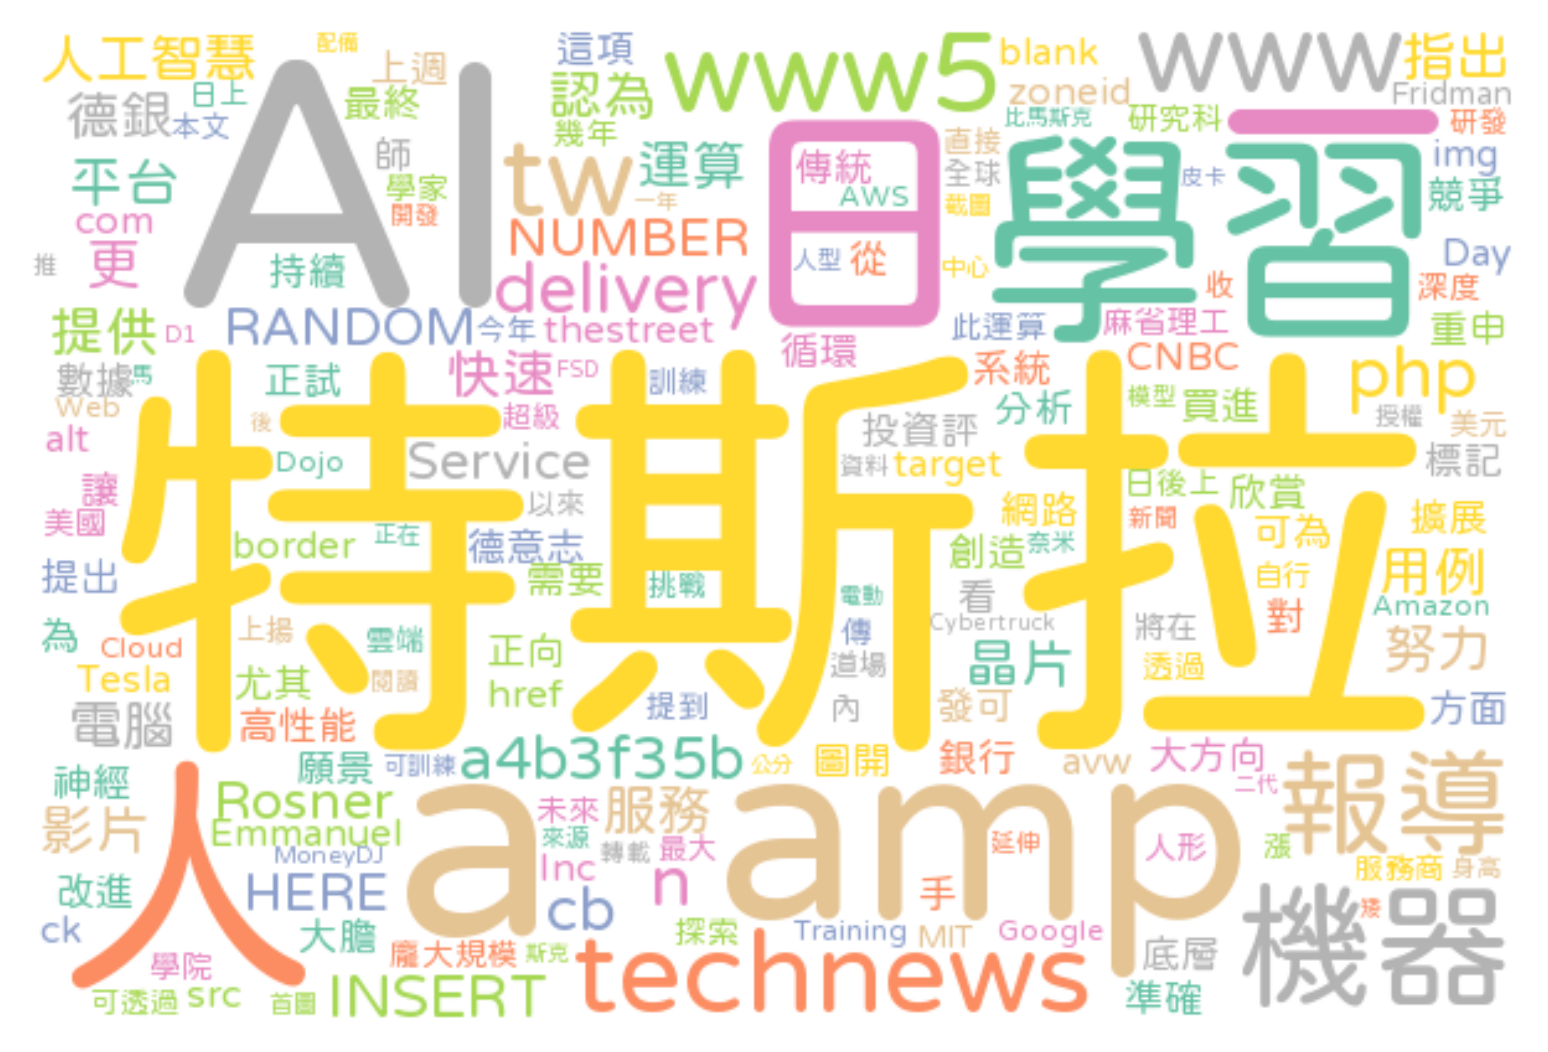 人工智慧
配備
上週
這項
www5
blank
www
指出
德銀
日上
本文
最終
AI
認為
幾年
zoneid
Fridman
比馬斯克
研究科
一
研發
平台
師
學家
開發
tw
一年
運算
日
傳統
AWS
直接
全球
截圖
學習
皮卡
img
競爭
com
更
推
持續
NUMBER
delivery
人型
從
中心
收
Day
深度
提供
D1
RANDOM
今年
thestreet
循環
此運算
麻省理工
重申
數據
馬
Web
alt
正試
後
快速
FSD
超級
訓練
系統
CNBC
分析
模型
買進
php
授權
美元
特斯拉
Dojo
Service
以來
投資評
資料
target
標記
讓
美國
border
正在
德意志
需要
挑戰
網路
創造
奈米
日後上
新聞
欣賞
可為
自行
擴展
用例
提出
為
Cloud
Tesla
上揚
雲端
閱讀
尤其
正向
href
電動
傳
道場
內
看
Cybertruck
晶片
將在
透過
對
Amazon
努力
電腦
高性能
提到
發可
方面
願景
可訓練
a4b3f35b
公分
圖開
銀行
avw
大方向
二代
神經
影片
人
Rosner
Emmanuel
MoneyDJ
HERE
a
未來
來源
Inc
服務
轉載
最大
n
amp
延伸
人形
漲
報導
服務商
身高
改進
ck
大膽
cb
探索
手
Training
MIT
Google
矮
機器
學院
可透過
src
首圖
龐大規模
斯克
INSERT
technews
底層
準確